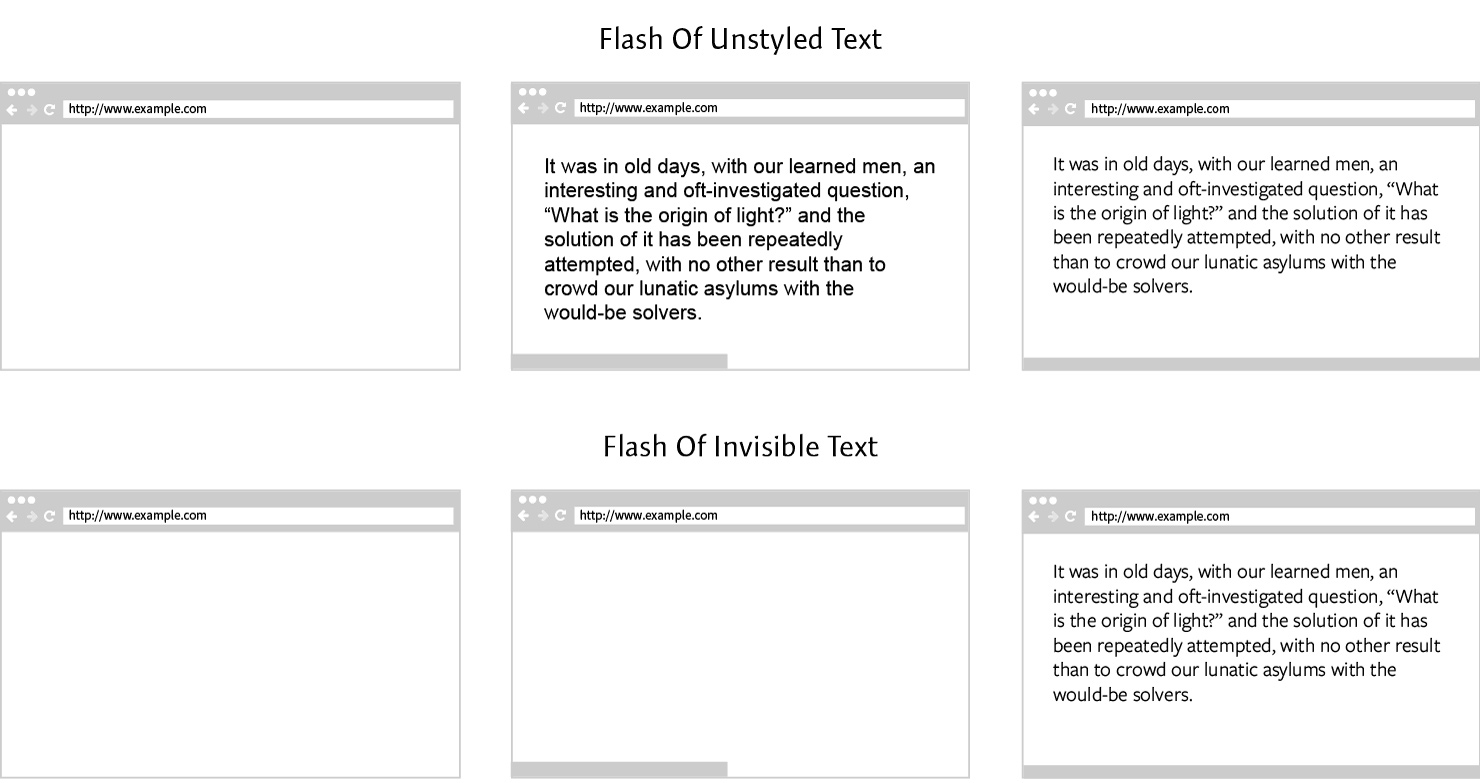 Flash Of Unstyled Text
http://www.example.com
http://www.example.com
It was in old days, with our learned men, an
interesting and oft-investigated question,
“What is the origin of light?” and the
solution of it has been repeatedly
attempted, with no other result than to
crowd our lunatic asylums with the
would-be solvers.
http://www.example.com
It was in old days, with our learned men, an
interesting and oft-investigated question, “What
is the origin of light?” and the solution of it has
been repeatedly attempted, with no other result
than to crowd our lunatic asylums with the
would-be solvers.
Flash Of Invisible Text
http://www.example.com
http://www.example.com
http://www.example.com
It was in old days, with our learned men, an
interesting and oft-investigated question, “What
is the origin of light?” and the solution of it has
been repeatedly attempted, with no other result
than to crowd our lunatic asylums with the
would-be solvers.